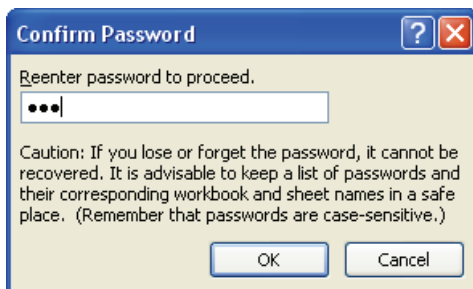 Confirm Password
Reenter password to proceed.
•••
Caution: If you lose or forget the password, it cannot be
recovered. It is advisable to keep a list of passwords and
their corresponding workbook and sheet names in a safe
place.  (Remember that passwords are case-sensitive.)
OK Cancel